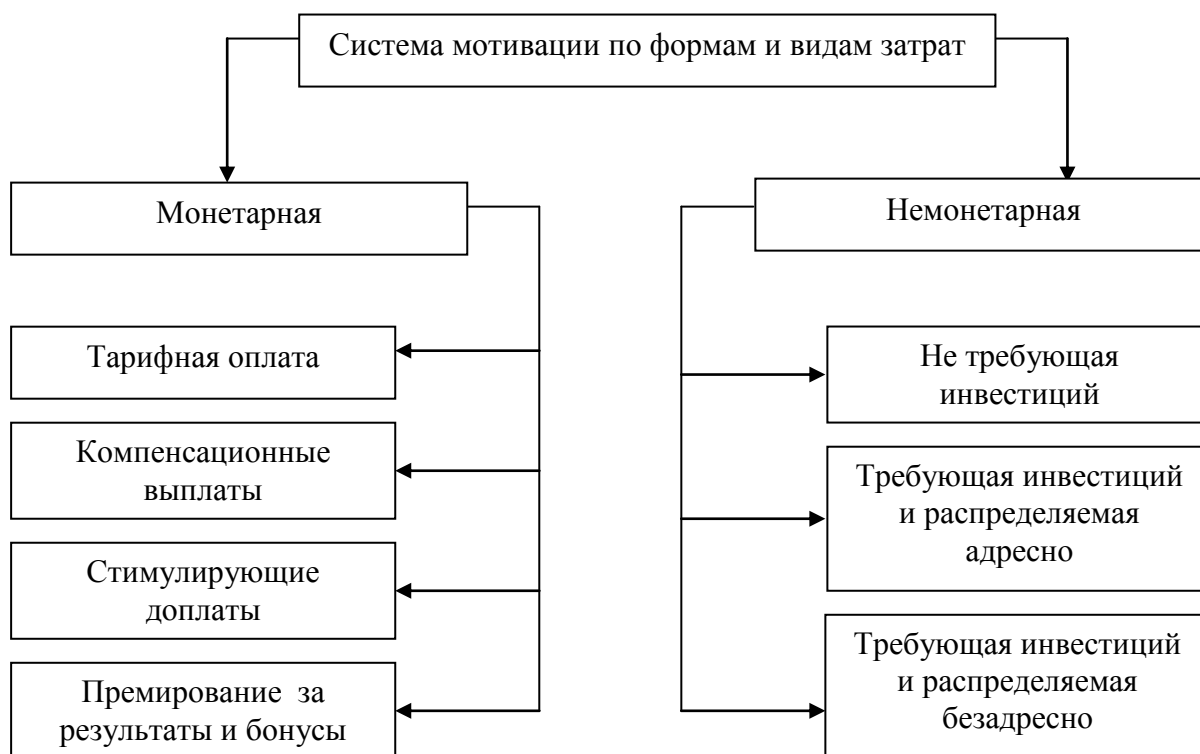 Система мотивации по формам и видам затрат
Монетарная
Немонетарная
Тарифная оплата
Компенсационные
выплаты
Стимулирующие
доплаты
Премирование за
результаты и бонусы
Не требующая
инвестиций
Требующая инвестиций
и распределяемая
адресно
Требующая инвестиций
и распределяемая
безадресно